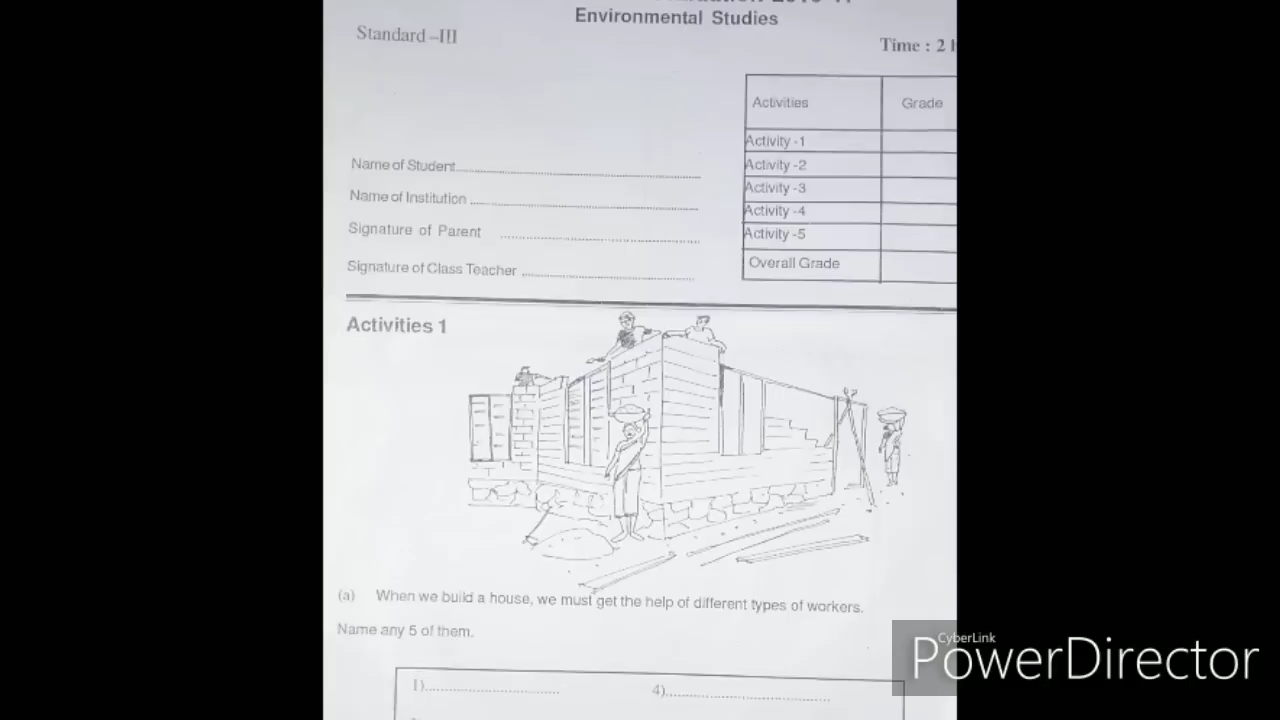 Environmental Studies
Standard –III
Time : 2
Activities Grade
Activity -1
Activity -2
Activity -3
Activity -4
Activity -5
Overall Grade
Name of Student
Name of Institution
Signature of Parent
Signature of Class Teacher
Activities 1
(a) When we build a house, we must get the help of different types of workers.
Name any 5 of them.
1) 4)
CyberLink
PowerDirector